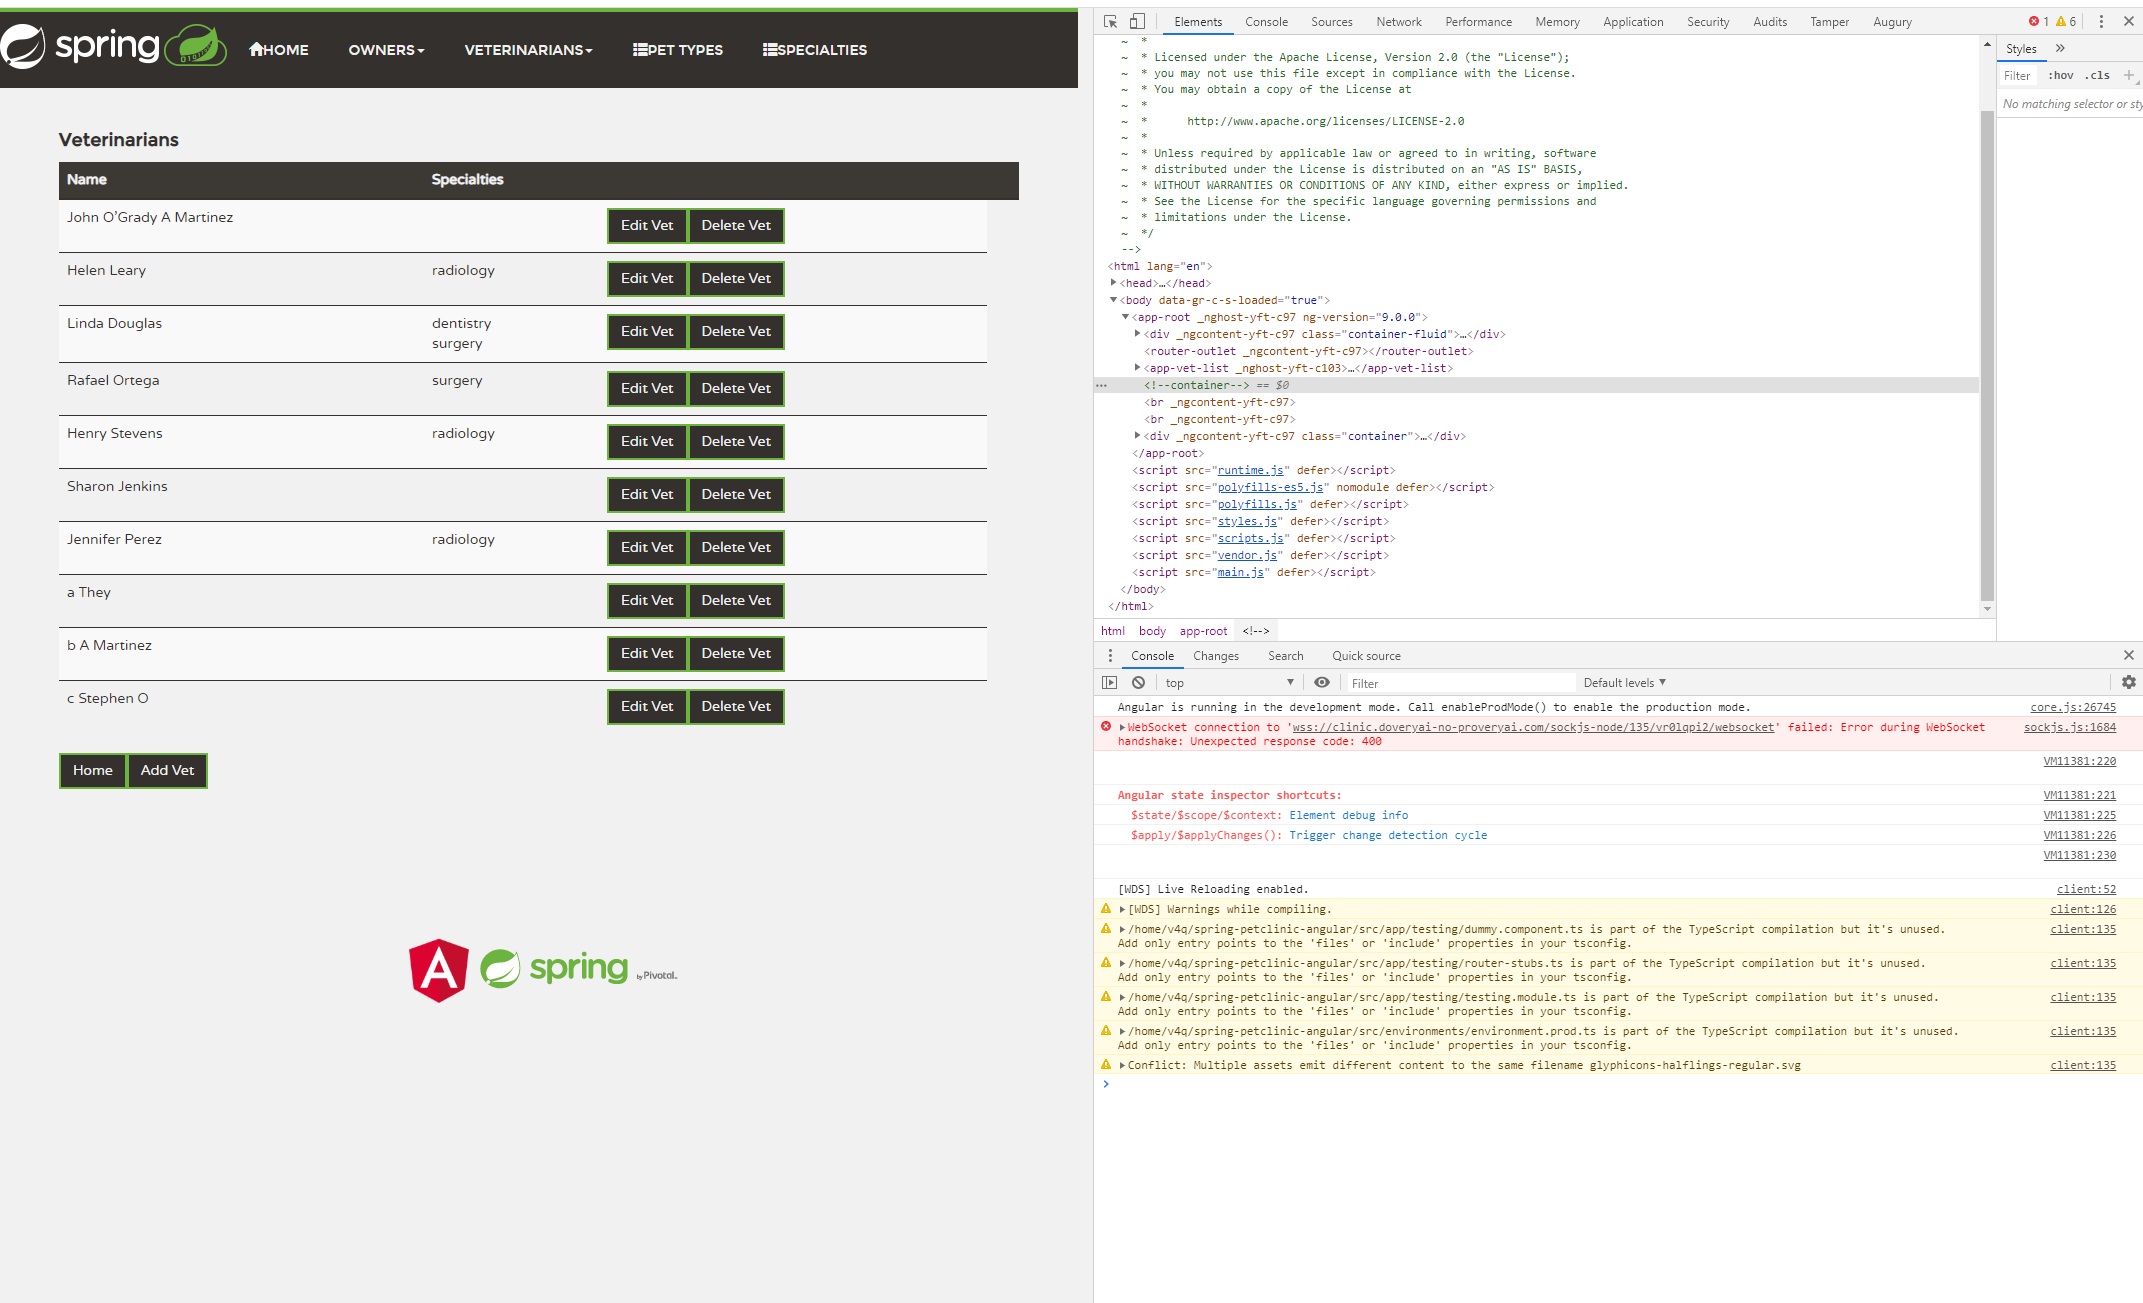 spring
HOME
OWNERS
VETERINARIANS
PET TYPES
SPECIALTIES
Veterinarians
Name Specialties
John O'Grady A Martinez Edit Vet Delete Vet
Helen Leary radiology Edit Vet Delete Vet
Linda Douglas dentistry Edit Vet Delete Vet
surgery
Rafael Ortega surgery Edit Vet Delete Vet
Henry Stevens radiology Edit Vet Delete Vet
Sharon Jenkins Edit Vet Delete Vet
Jennifer Perez radiology Edit Vet Delete Vet
a They Edit Vet Delete Vet
b A Martinez Edit Vet Delete Vet
c Stephen O Edit Vet Delete Vet
Home Add Vet
A spring by Pivotal.
Elements Console Sources Network Performance Memory Application Security Audits Tamper Augury 1 6
~ *
~ * Licensed under the Apache License, Version 2.0 (the "License");
~ * you may not use this file except in compliance with the License.
~ * You may obtain a copy of the License at
~ *
~ * http://www.apache.org/licenses/LICENSE-2.0
~ *
~ * Unless required by applicable law or agreed to in writing, software
~ * distributed under the License is distributed on an "AS IS" BASIS,
~ * WITHOUT WARRANTIES OR CONDITIONS OF ANY KIND, either express or implied.
~ * See the License for the specific language governing permissions and
~ * limitations under the License.
~ */
-->
<html lang="en">
<head>…</head>
<body data-gr-c-s-loaded="true">
<app-root _nghost-yft-c97 ng-version="9.0.0">
<div _ngcontent-yft-c97 class="container-fluid">…</div>
<router-outlet _ngcontent-yft-c97></router-outlet>
<app-vet-list _nghost-yft-c103>…</app-vet-list>
<!--container--> == $0
<br _ngcontent-yft-c97>
<br _ngcontent-yft-c97>
<div _ngcontent-yft-c97 class="container">…</div>
</app-root>
<script src="runtime.js" defer></script>
<script src="polyfills-es5.js" nomodule defer></script>
<script src="polyfills.js" defer></script>
<script src="styles.js" defer></script>
<script src="scripts.js" defer></script>
<script src="vendor.js" defer></script>
<script src="main.js" defer></script>
</body>
</html>
html body app-root <!-->
Styles »
Filter :hov .cls +
No matching selector or sty
Console Changes Search Quick source
top Filter Default levels
Angular is running in the development mode. Call enableProdMode() to enable the production mode. core.js:26745
WebSocket connection to 'wss://clinic.doveryai-no-proveryai.com/sockjs-node/135/vr0lqpi2/websocket' failed: Error during WebSocket sockjs.js:1684
handshake: Unexpected response code: 400
VM11381:220
Angular state inspector shortcuts: VM11381:221
$state/$scope/$context: Element debug info VM11381:225
$apply/$applyChanges(): Trigger change detection cycle VM11381:226
VM11381:230
[WDS] Live Reloading enabled. client:52
[WDS] Warnings while compiling. client:126
/home/v4q/spring-petclinic-angular/src/app/testing/dummy.component.ts is part of the TypeScript compilation but it's unused. client:135
Add only entry points to the 'files' or 'include' properties in your tsconfig.
/home/v4q/spring-petclinic-angular/src/app/testing/router-stubs.ts is part of the TypeScript compilation but it's unused. client:135
Add only entry points to the 'files' or 'include' properties in your tsconfig.
/home/v4q/spring-petclinic-angular/src/app/testing/testing.module.ts is part of the TypeScript compilation but it's unused. client:135
Add only entry points to the 'files' or 'include' properties in your tsconfig.
/home/v4q/spring-petclinic-angular/src/environments/environment.prod.ts is part of the TypeScript compilation but it's unused. client:135
Add only entry points to the 'files' or 'include' properties in your tsconfig.
Conflict: Multiple assets emit different content to the same filename glyphicons-halflings-regular.svg client:135